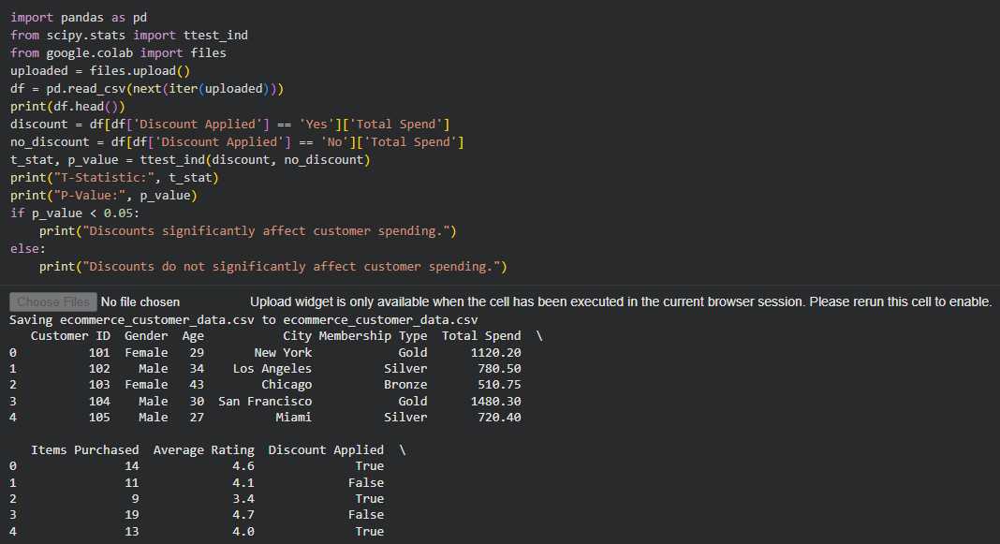 import pandas as pd
from scipy.stats import ttest_ind
from google.colab import files
uploaded = files.upload()
df = pd.read_csv(next(iter(uploaded)))
print(df.head())
discount = df[df['Discount Applied'] == 'Yes']['Total Spend']
no_discount = df[df['Discount Applied'] == 'No']['Total Spend']
t_stat, p_value = ttest_ind(discount, no_discount)
print("T-Statistic:", t_stat)
print("P-Value:", p_value)
if p_value < 0.05:
    print("Discounts significantly affect customer spending.")
else:
    print("Discounts do not significantly affect customer spending.")
Choose Files No file chosen Upload widget is only available when the cell has been executed in the current browser session. Please rerun this cell to enable.
Saving ecommerce_customer_data.csv to ecommerce_customer_data.csv
   Customer ID  Gender  Age           City Membership Type  Total Spend  \
0          101  Female   29       New York            Gold      1120.20
1          102    Male   34    Los Angeles          Silver       780.50
2          103  Female   43        Chicago          Bronze       510.75
3          104    Male   30  San Francisco            Gold      1480.30
4          105    Male   27          Miami          Silver       720.40
   Items Purchased  Average Rating  Discount Applied  \
0               14             4.6              True
1               11             4.1             False
2                9             3.4              True
3               19             4.7             False
4               13             4.0              True